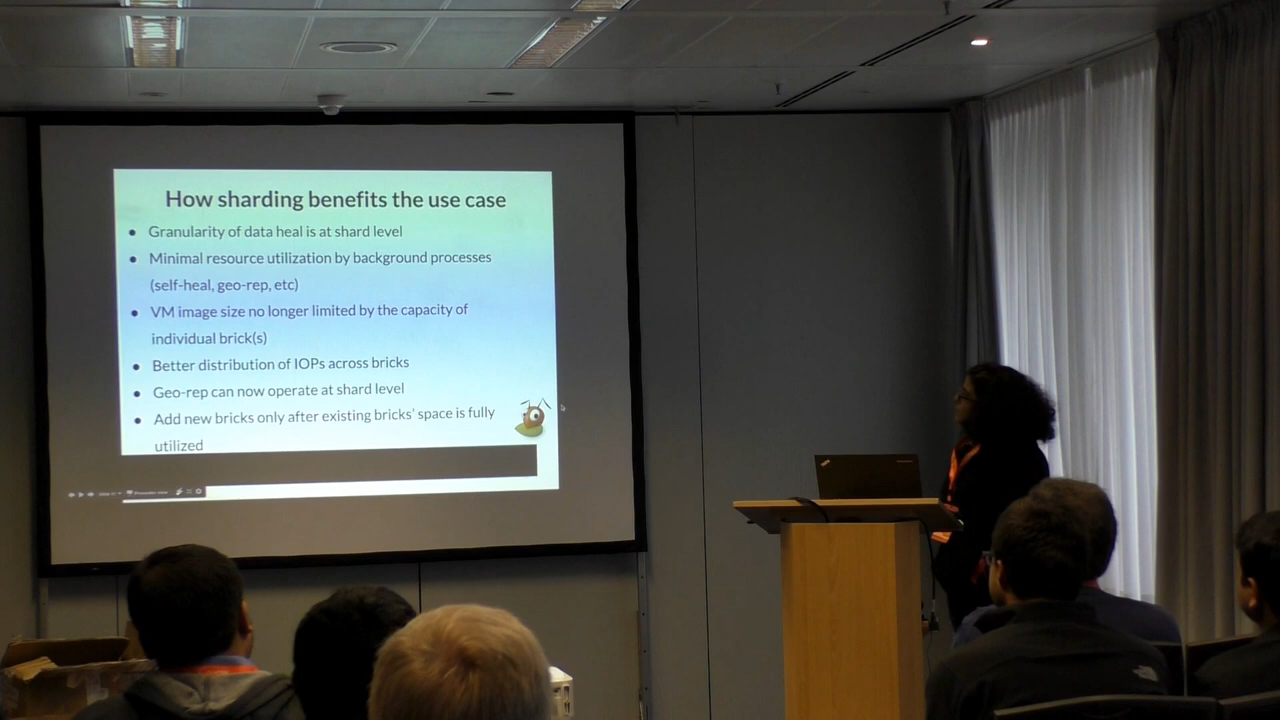 How sharding benefits the use case
● Granularity of data heal is at shard level
● Minimal resource utilization by background processes
(self-heal, geo-rep, etc)
● VM image size no longer limited by the capacity of
individual brick(s)
● Better distribution of IOPs across bricks
● Geo-rep can now operate at shard level
● Add new bricks only after existing bricks' space is fully
utilized